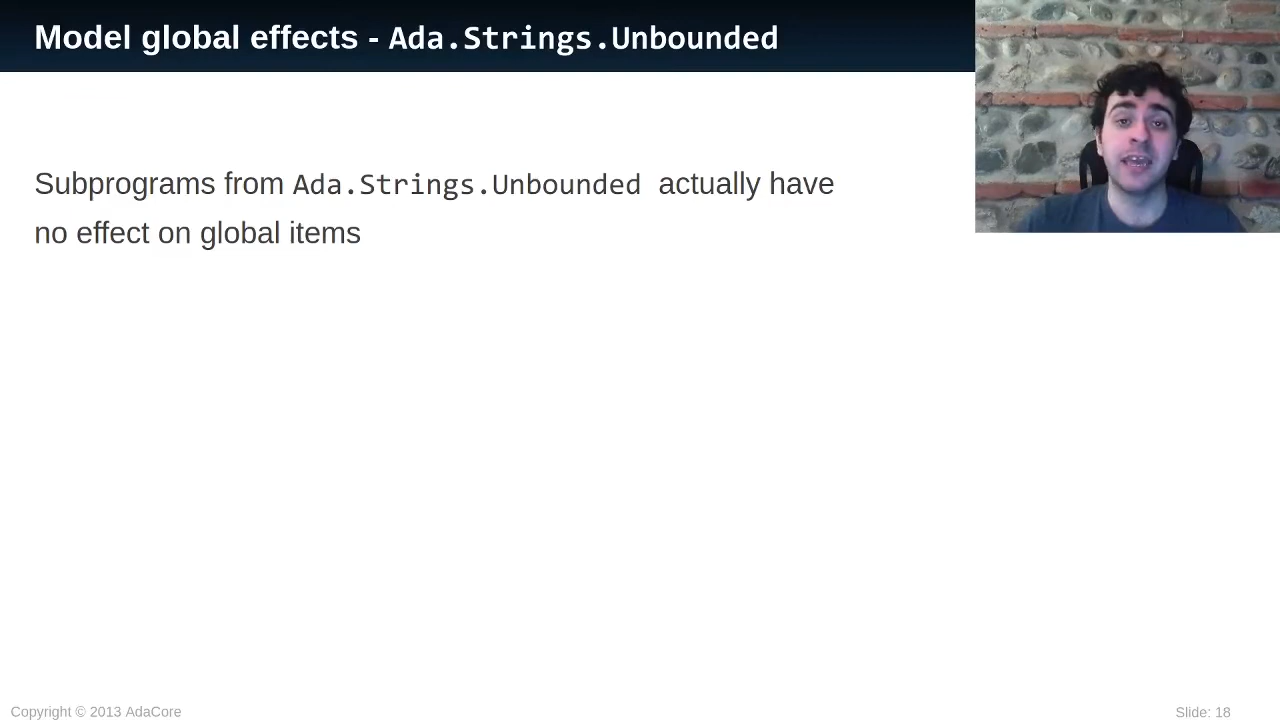 Model global effects - Ada.Strings.Unbounded
Subprograms from Ada.Strings.Unbounded actually have
no effect on global items
Copyright © 2013 AdaCore
Slide: 18